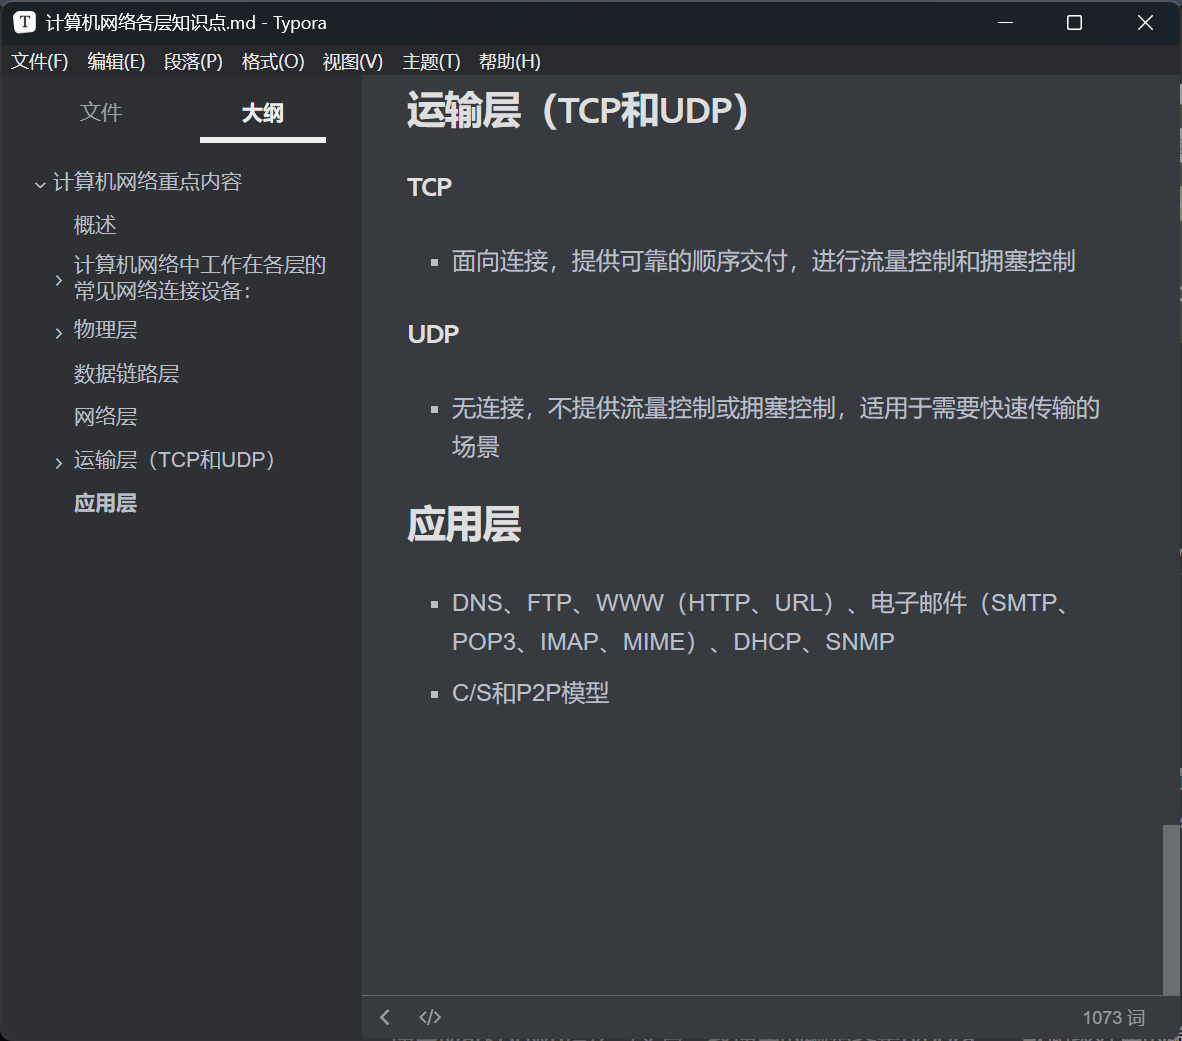 计算机网络各层知识点.md - Typora
文件(F) 编辑(E) 段落(P) 格式(O) 视图(V) 主题(T) 帮助(H)
文件 大纲
计算机网络重点内容
概述
计算机网络中工作在各层的
常见网络连接设备：
物理层
数据链路层
网络层
运输层（TCP和UDP）
应用层
运输层（TCP和UDP）
TCP
面向连接，提供可靠的顺序交付，进行流量控制和拥塞控制
UDP
无连接，不提供流量控制或拥塞控制，适用于需要快速传输的
场景
应用层
DNS、FTP、WWW（HTTP、URL）、电子邮件（SMTP、
POP3、IMAP、MIME）、DHCP、SNMP
C/S和P2P模型
1073 词